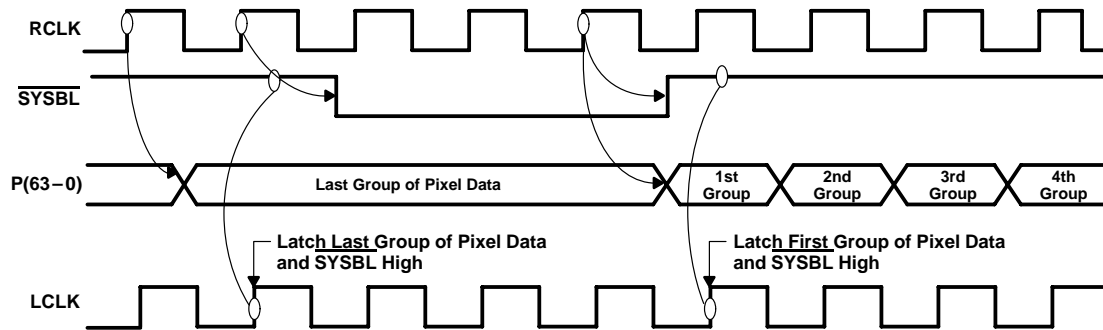 RCLK
SYSBL
P(63−0)
Last Group of Pixel Data
1st
Group
2nd
Group
3rd
Group
4th
Group
Latch Last Group of Pixel Data
and SYSBL High
Latch First Group of Pixel Data
and SYSBL High
LCLK